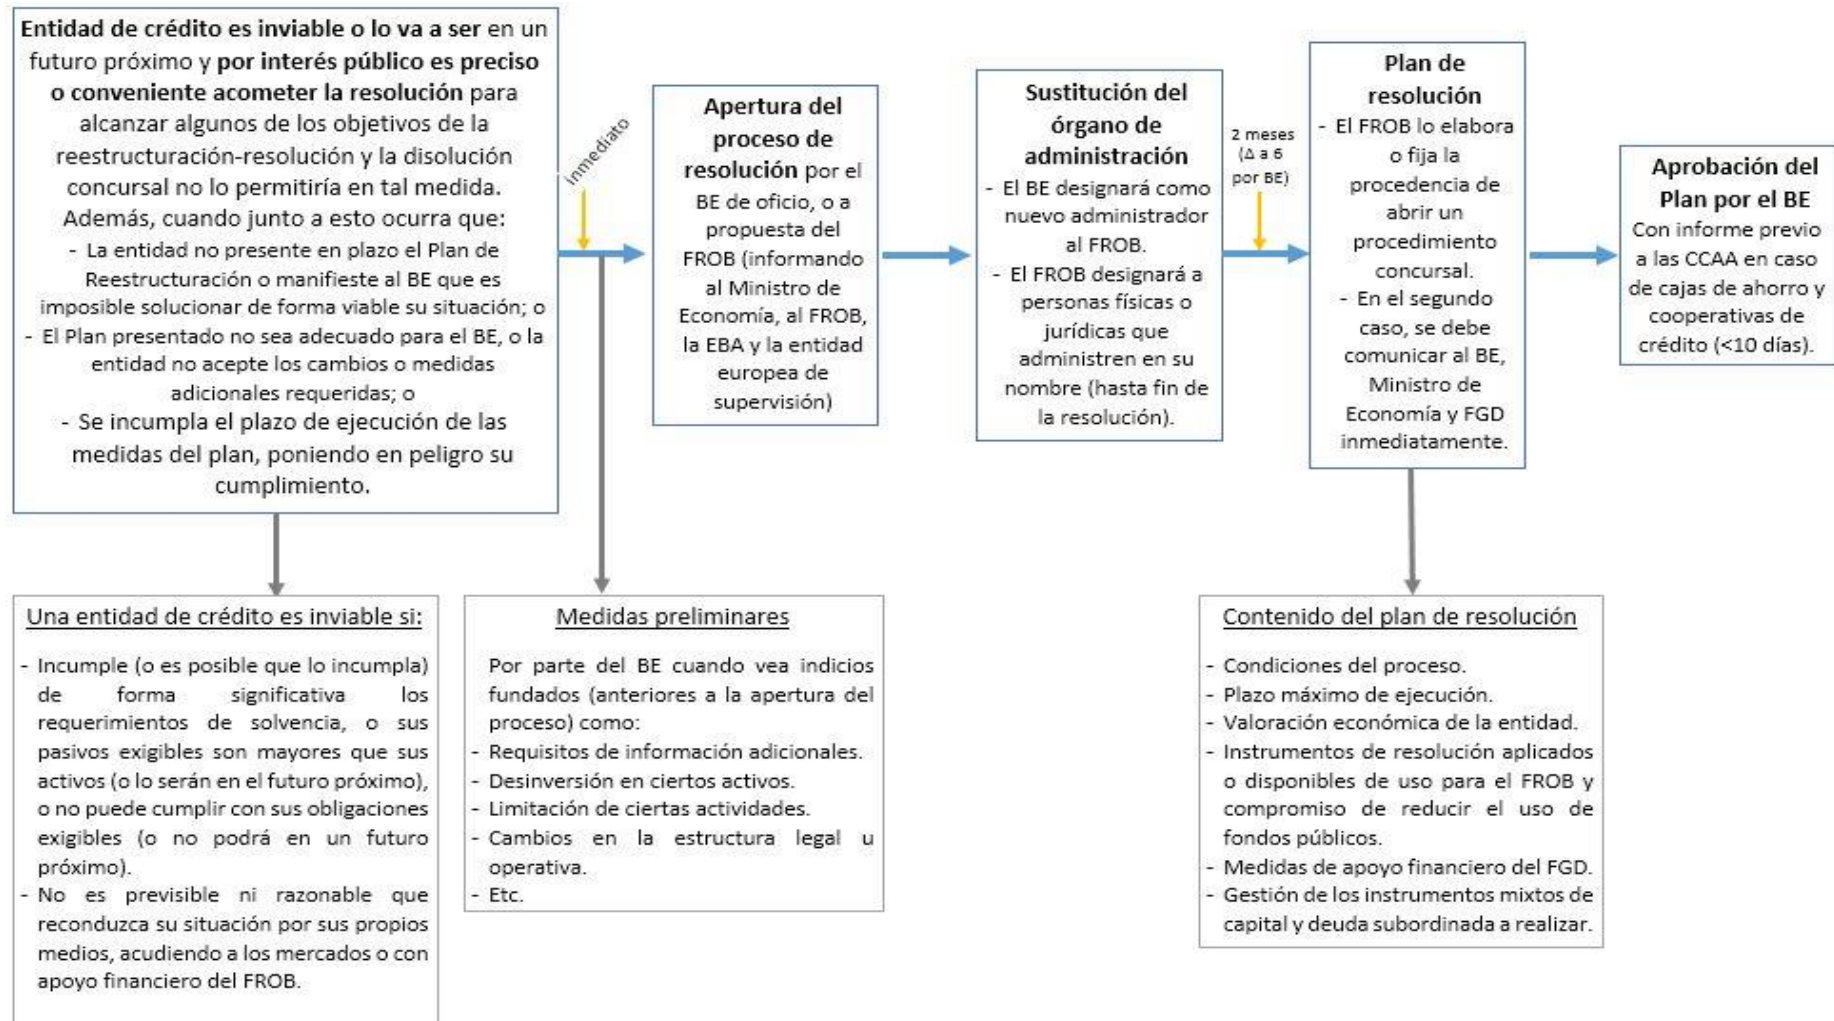 Entidad de crédito es inviable o lo va a ser en un
futuro próximo y por interés público es preciso
o conveniente acometer la resolución para
alcanzar algunos de los objetivos de la
reestructuración-resolución y la disolución
concursal no lo permitiría en tal medida.
Además, cuando junto a esto ocurra que:
- La entidad no presente en plazo el Plan de
Reestructuración o manifieste al BE que es
imposible solucionar de forma viable su situación; o
- El Plan presentado no sea adecuado para el BE, o la
entidad no acepte los cambios o medidas
adicionales requeridas; o
- Se incumpla el plazo de ejecución de las
medidas del plan, poniendo en peligro su
cumplimiento.
inmediato
Apertura del
proceso de
resolución por el
BE de oficio, o a
propuesta del
FROB (informando
al Ministro de
Economía, al FROB,
la EBA y la entidad
europea de
supervisión)
Sustitución del
órgano de
administración
- El BE designará como
nuevo administrador
al FROB.
- El FROB designará a
personas físicas o
jurídicas que
administren en su
nombre (hasta fin de
la resolución).
2 meses
(Δ a 6
por BE)
Plan de
resolución
- El FROB lo elabora
o fija la
procedencia de
abrir un
procedimiento
concursal.
- En el segundo
caso, se debe
comunicar al BE,
Ministro de
Economía y FGD
inmediatamente.
Aprobación del
Plan por el BE
Con informe previo
a las CCAA en caso
de cajas de ahorro y
cooperativas de
crédito (<10 días).
Una entidad de crédito es inviable si:
- Incumple (o es posible que lo incumpla)
de forma significativa los
requerimientos de solvencia, o sus
pasivos exigibles son mayores que sus
activos (o lo serán en el futuro próximo),
o no puede cumplir con sus obligaciones
exigibles (o no podrá en un futuro
próximo).
- No es previsible ni razonable que
reconduzca su situación por sus propios
medios, acudiendo a los mercados o con
apoyo financiero del FROB.
Medidas preliminares
Por parte del BE cuando vea indicios
fundados (anteriores a la apertura del
proceso) como:
- Requisitos de información adicionales.
- Desinversión en ciertos activos.
- Limitación de ciertas actividades.
- Cambios en la estructura legal u
operativa.
- Etc.
Contenido del plan de resolución
- Condiciones del proceso.
- Plazo máximo de ejecución.
- Valoración económica de la entidad.
- Instrumentos de resolución aplicados
o disponibles de uso para el FROB y
compromiso de reducir el uso de
fondos públicos.
- Medidas de apoyo financiero del FGD.
- Gestión de los instrumentos mixtos de
capital y deuda subordinada a realizar.